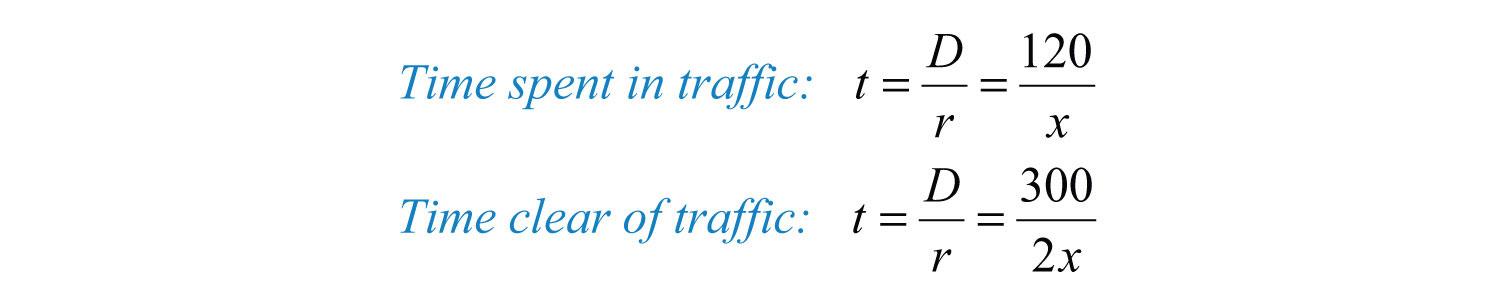 Time spent in traffic: t = D/r = 120/x
Time clear of traffic: t = D/r = 300/2x